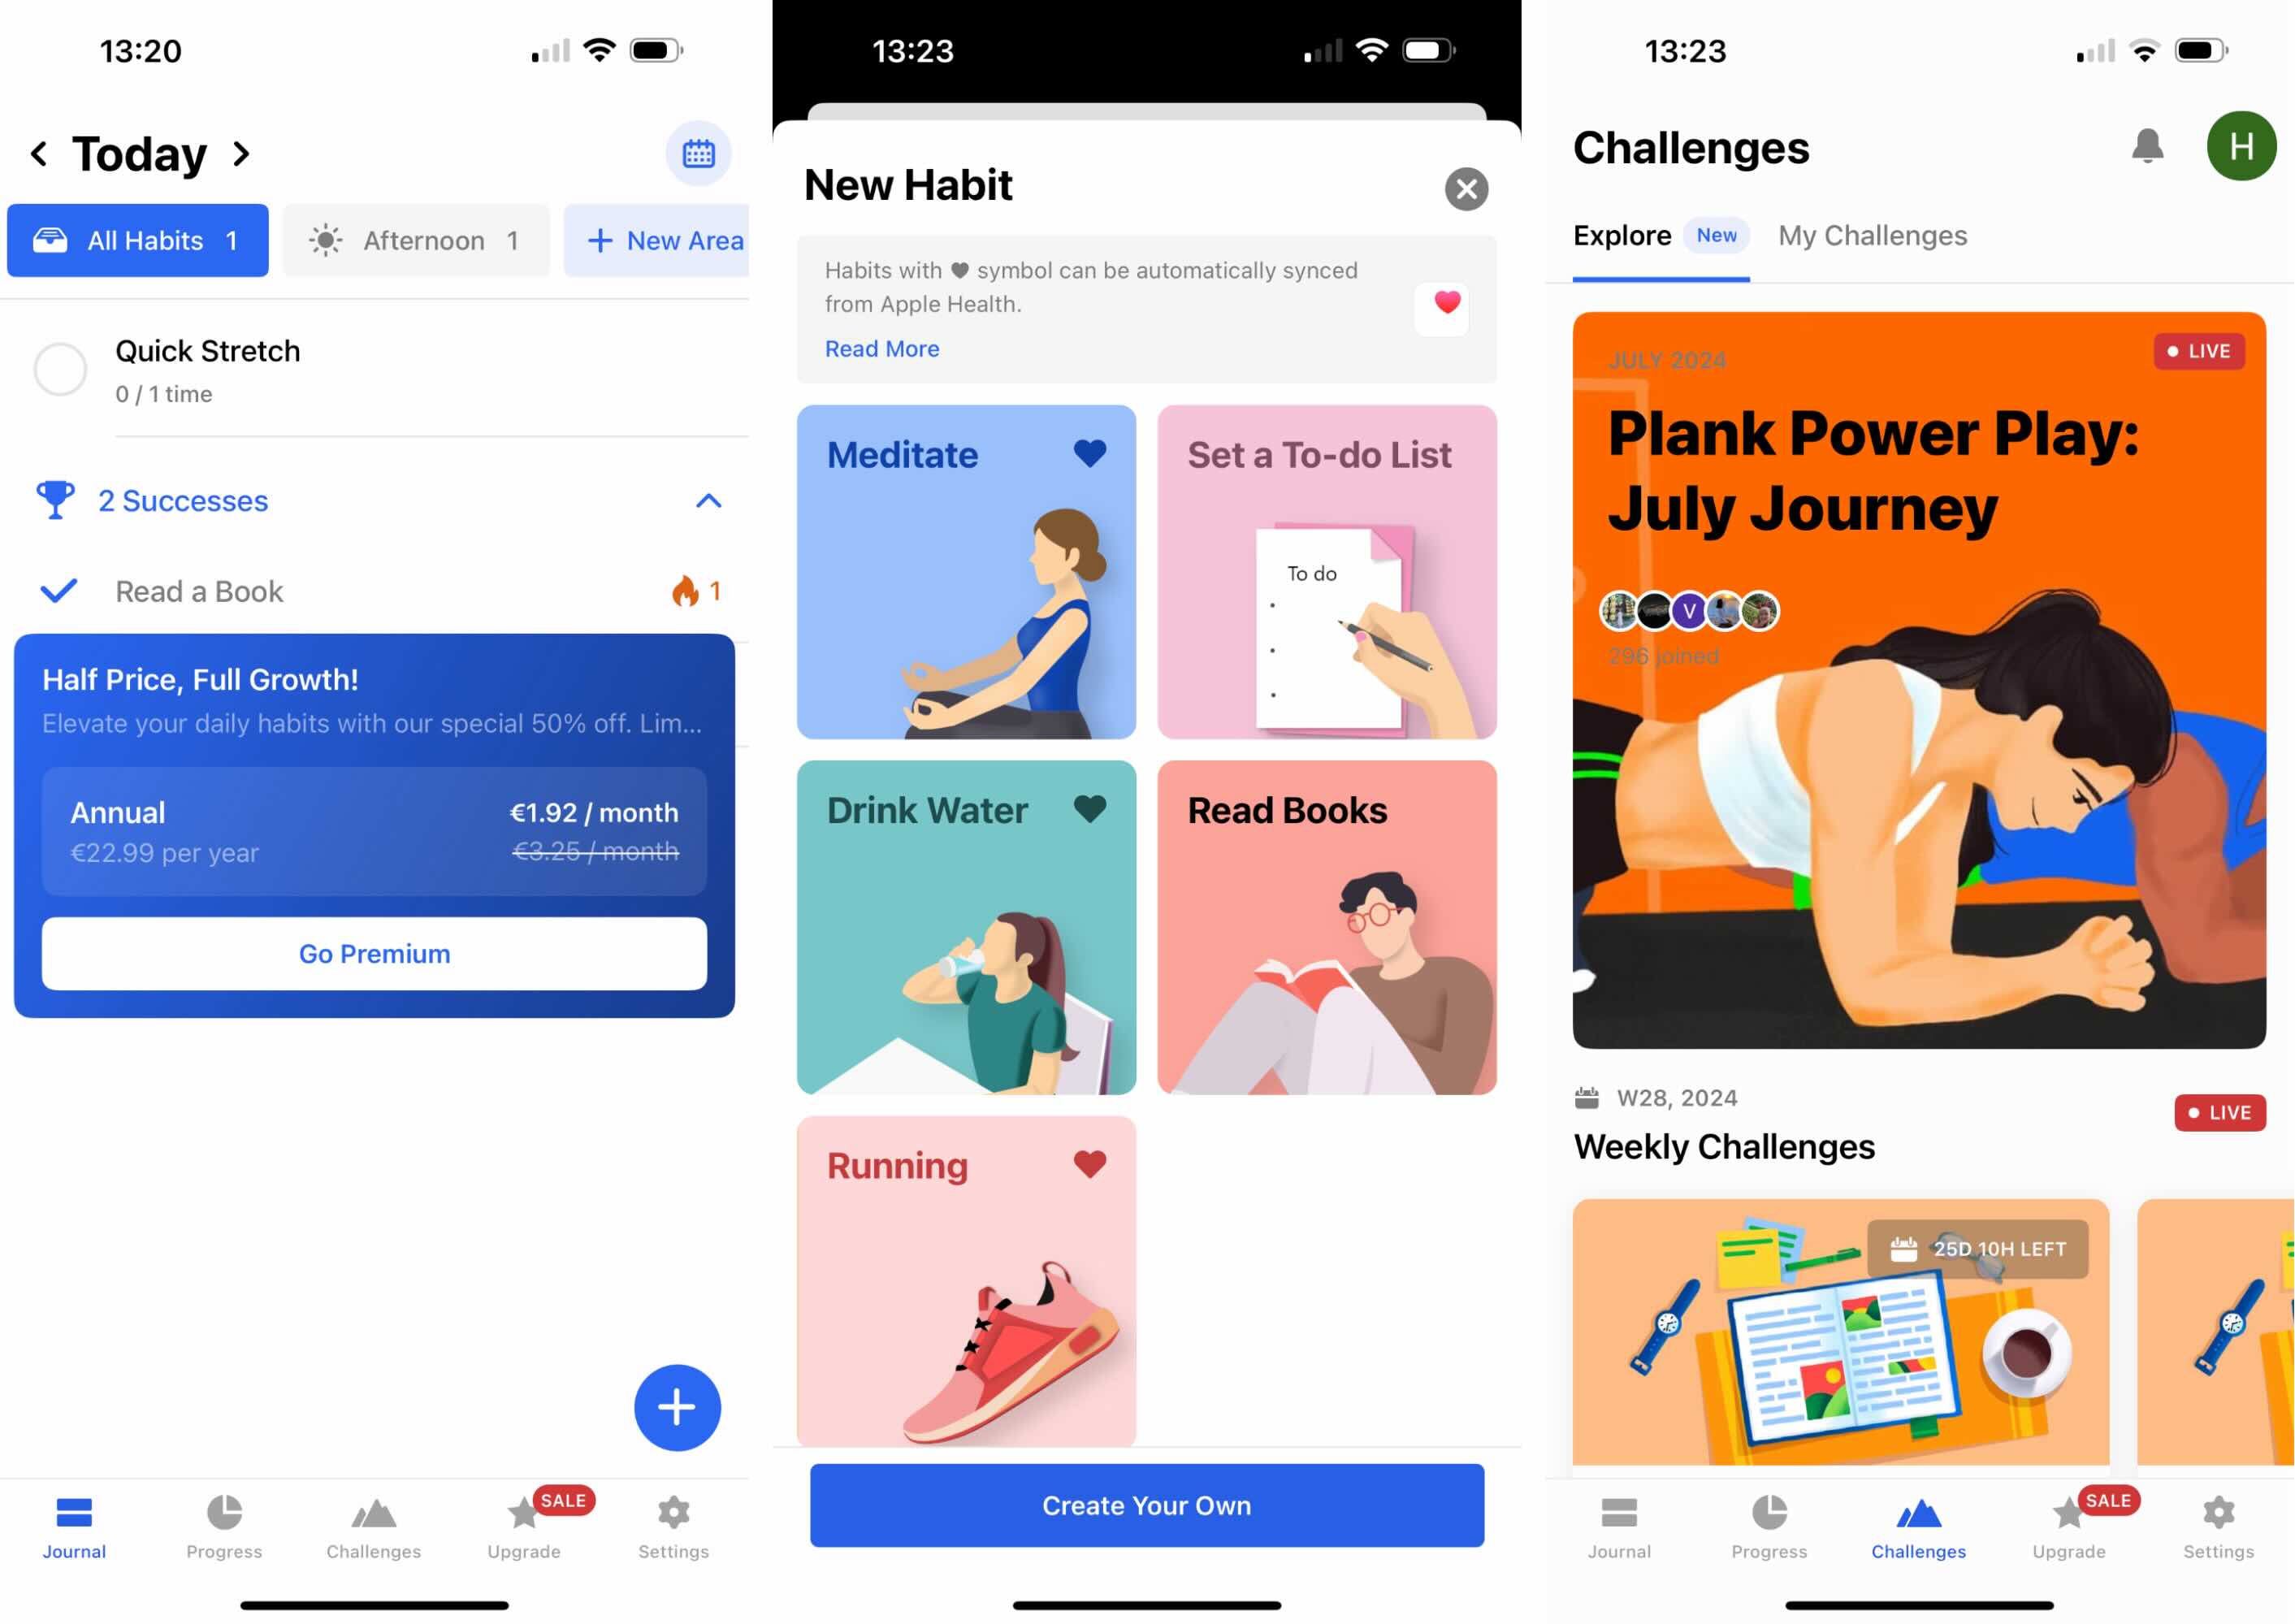 13:20
Today
All Habits 1
Afternoon 1
+ New Area
Quick Stretch
0 / 1 time
2 Successes
Read a Book
1
Half Price, Full Growth!
Elevate your daily habits with our special 50% off. Lim...
Annual
€1.92 / month
€22.99 per year
€3.25 / month
Go Premium
Journal
Progress
Challenges
SALE
Upgrade
Settings
13:23
New Habit
Habits with ♥ symbol can be automatically synced
from Apple Health.
Read More
Meditate
Set a To-do List
To do
Drink Water
Read Books
Running
Create Your Own
13:23
Challenges
H
Explore
New
My Challenges
JULY 2024
LIVE
Plank Power Play:
July Journey
V
296 joined
W28, 2024
LIVE
Weekly Challenges
25D 10H LEFT
Journal
Progress
Challenges
SALE
Upgrade
Settings